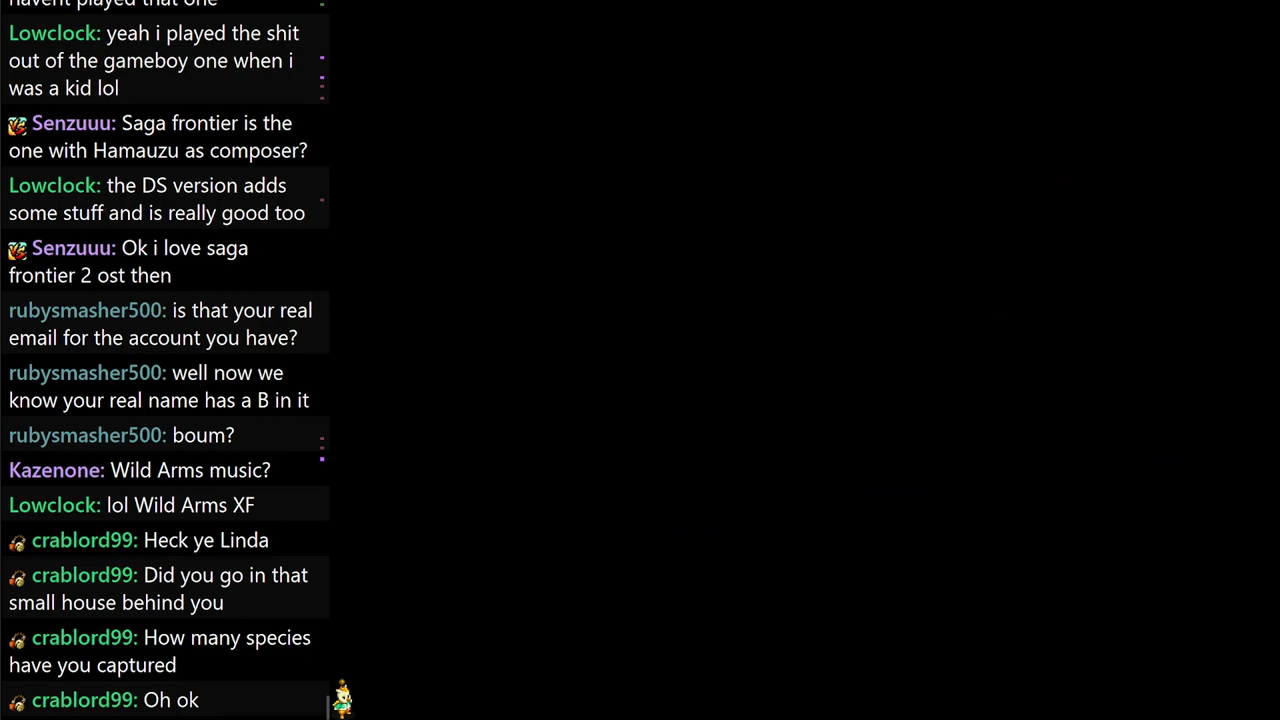 havent played that one
Lowclock: yeah i played the shit
out of the gameboy one when i
was a kid lol
Senzuuu: Saga frontier is the
one with Hamauzu as composer?
Lowclock: the DS version adds
some stuff and is really good too
Senzuuu: Ok i love saga
frontier 2 ost then
rubysmasher500: is that your real
email for the account you have?
rubysmasher500: well now we
know your real name has a B in it
rubysmasher500: boum?
Kazenone: Wild Arms music?
Lowclock: lol Wild Arms XF
crablord99: Heck ye Linda
crablord99: Did you go in that
small house behind you
crablord99: How many species
have you captured
crablord99: Oh ok